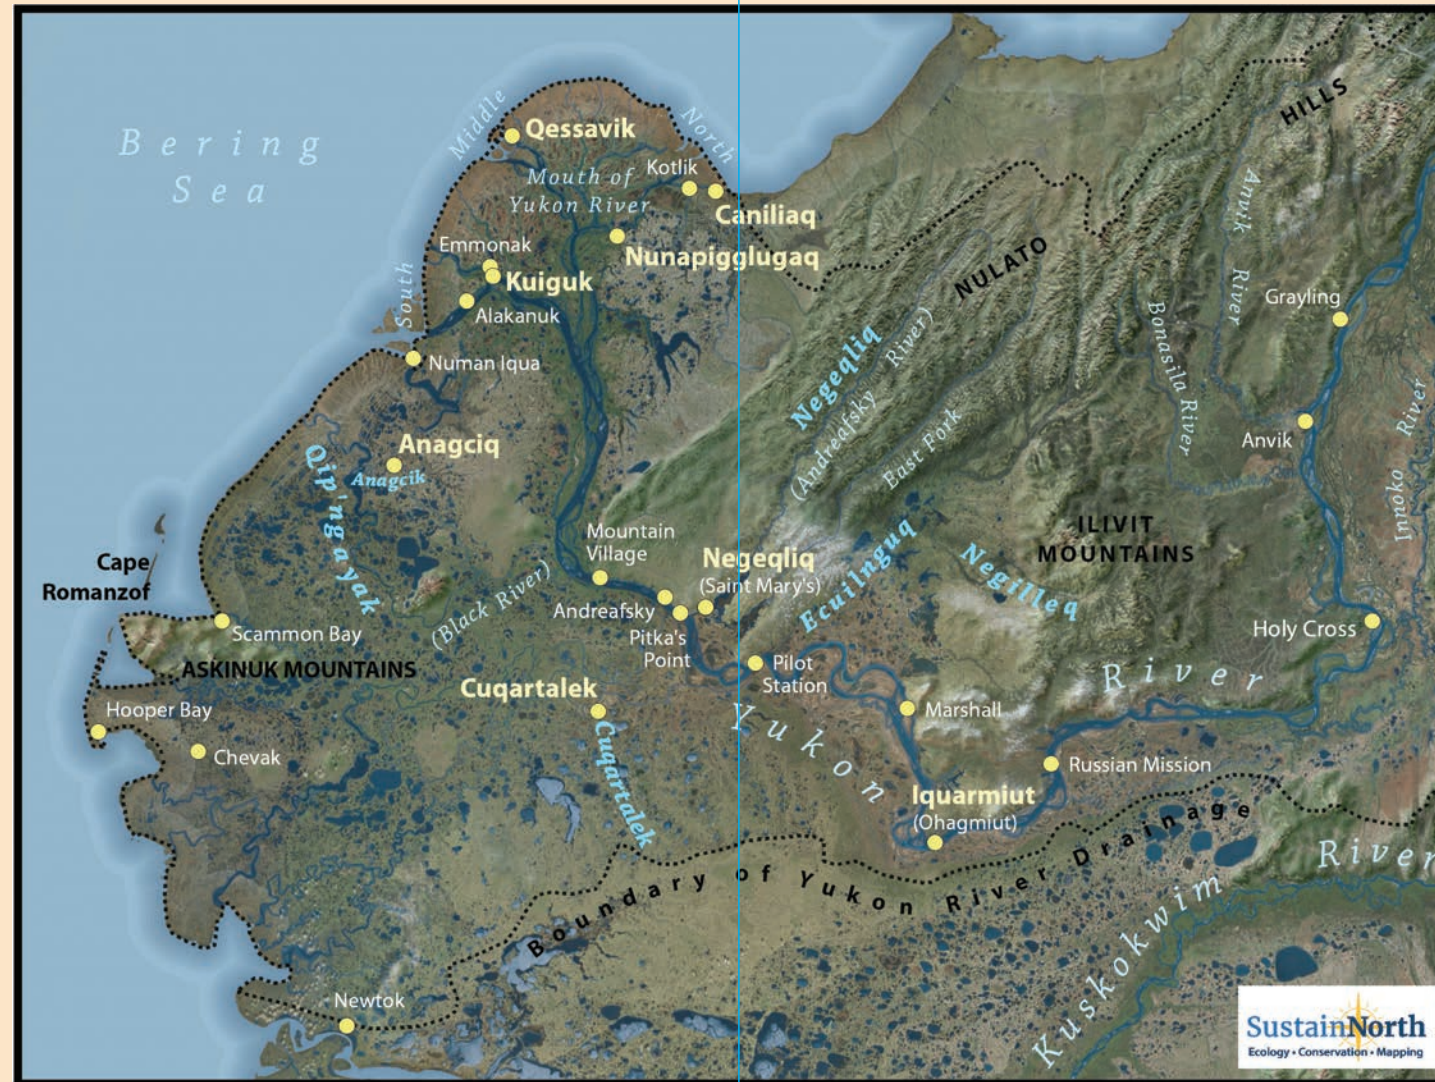 Bering
Sea
Middle
Qessavik
North
Mouth of
Yukon River
Kotlik
Caniliaq
Nunapigglugaq
Emmonak
Kuiguk
Alakanuk
South
Numan Iqua
Anagciq
Anagcik
Qip'ngayak
(Black River)
Cape
Romanzof
Scammon Bay
ASKINUK MOUNTAINS
Hooper Bay
Chevak
Newtok
Mountain
Village
Andreafsky
Pitka's
Point
Negeqliq
(Saint Mary's)
Cuqartalek
Cuqartalek
Pilot
Station
Marshall
Iquarmiut
(Ohagmiut)
Russian Mission
Yukon
River
Holy Cross
Anvik
Grayling
Anvik River
Bonasila River
Innoko River
NULATO
HILLS
Negeqliq
(Andreafsky River)
East Fork
Ecuilnguq
Negilleq
ILIVIT
MOUNTAINS
Boundary of Yukon River Drainage
Kuskokwim River
SustainNorth
Ecology • Conservation • Mapping